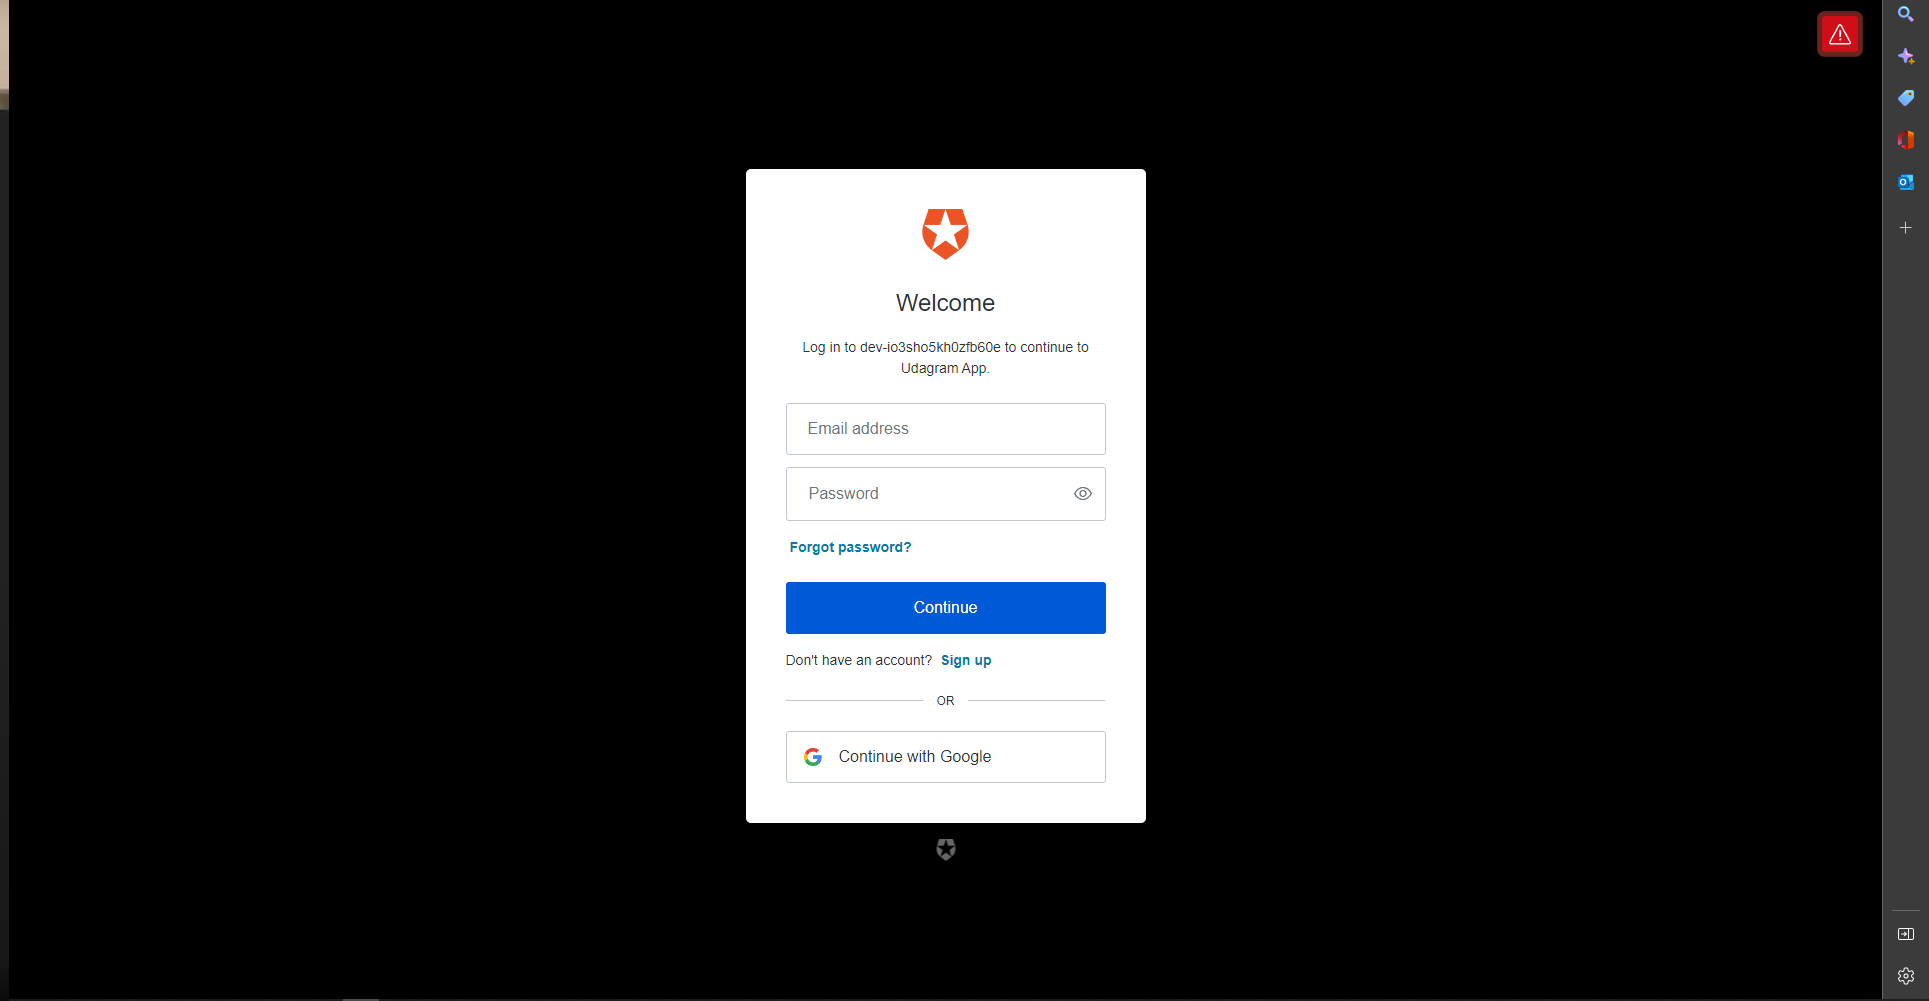 Welcome
Log in to dev-io3sho5kh0zfb60e to continue to
Udagram App.
Email address
Password
Forgot password?
Continue
Don't have an account? Sign up
OR
Continue with Google